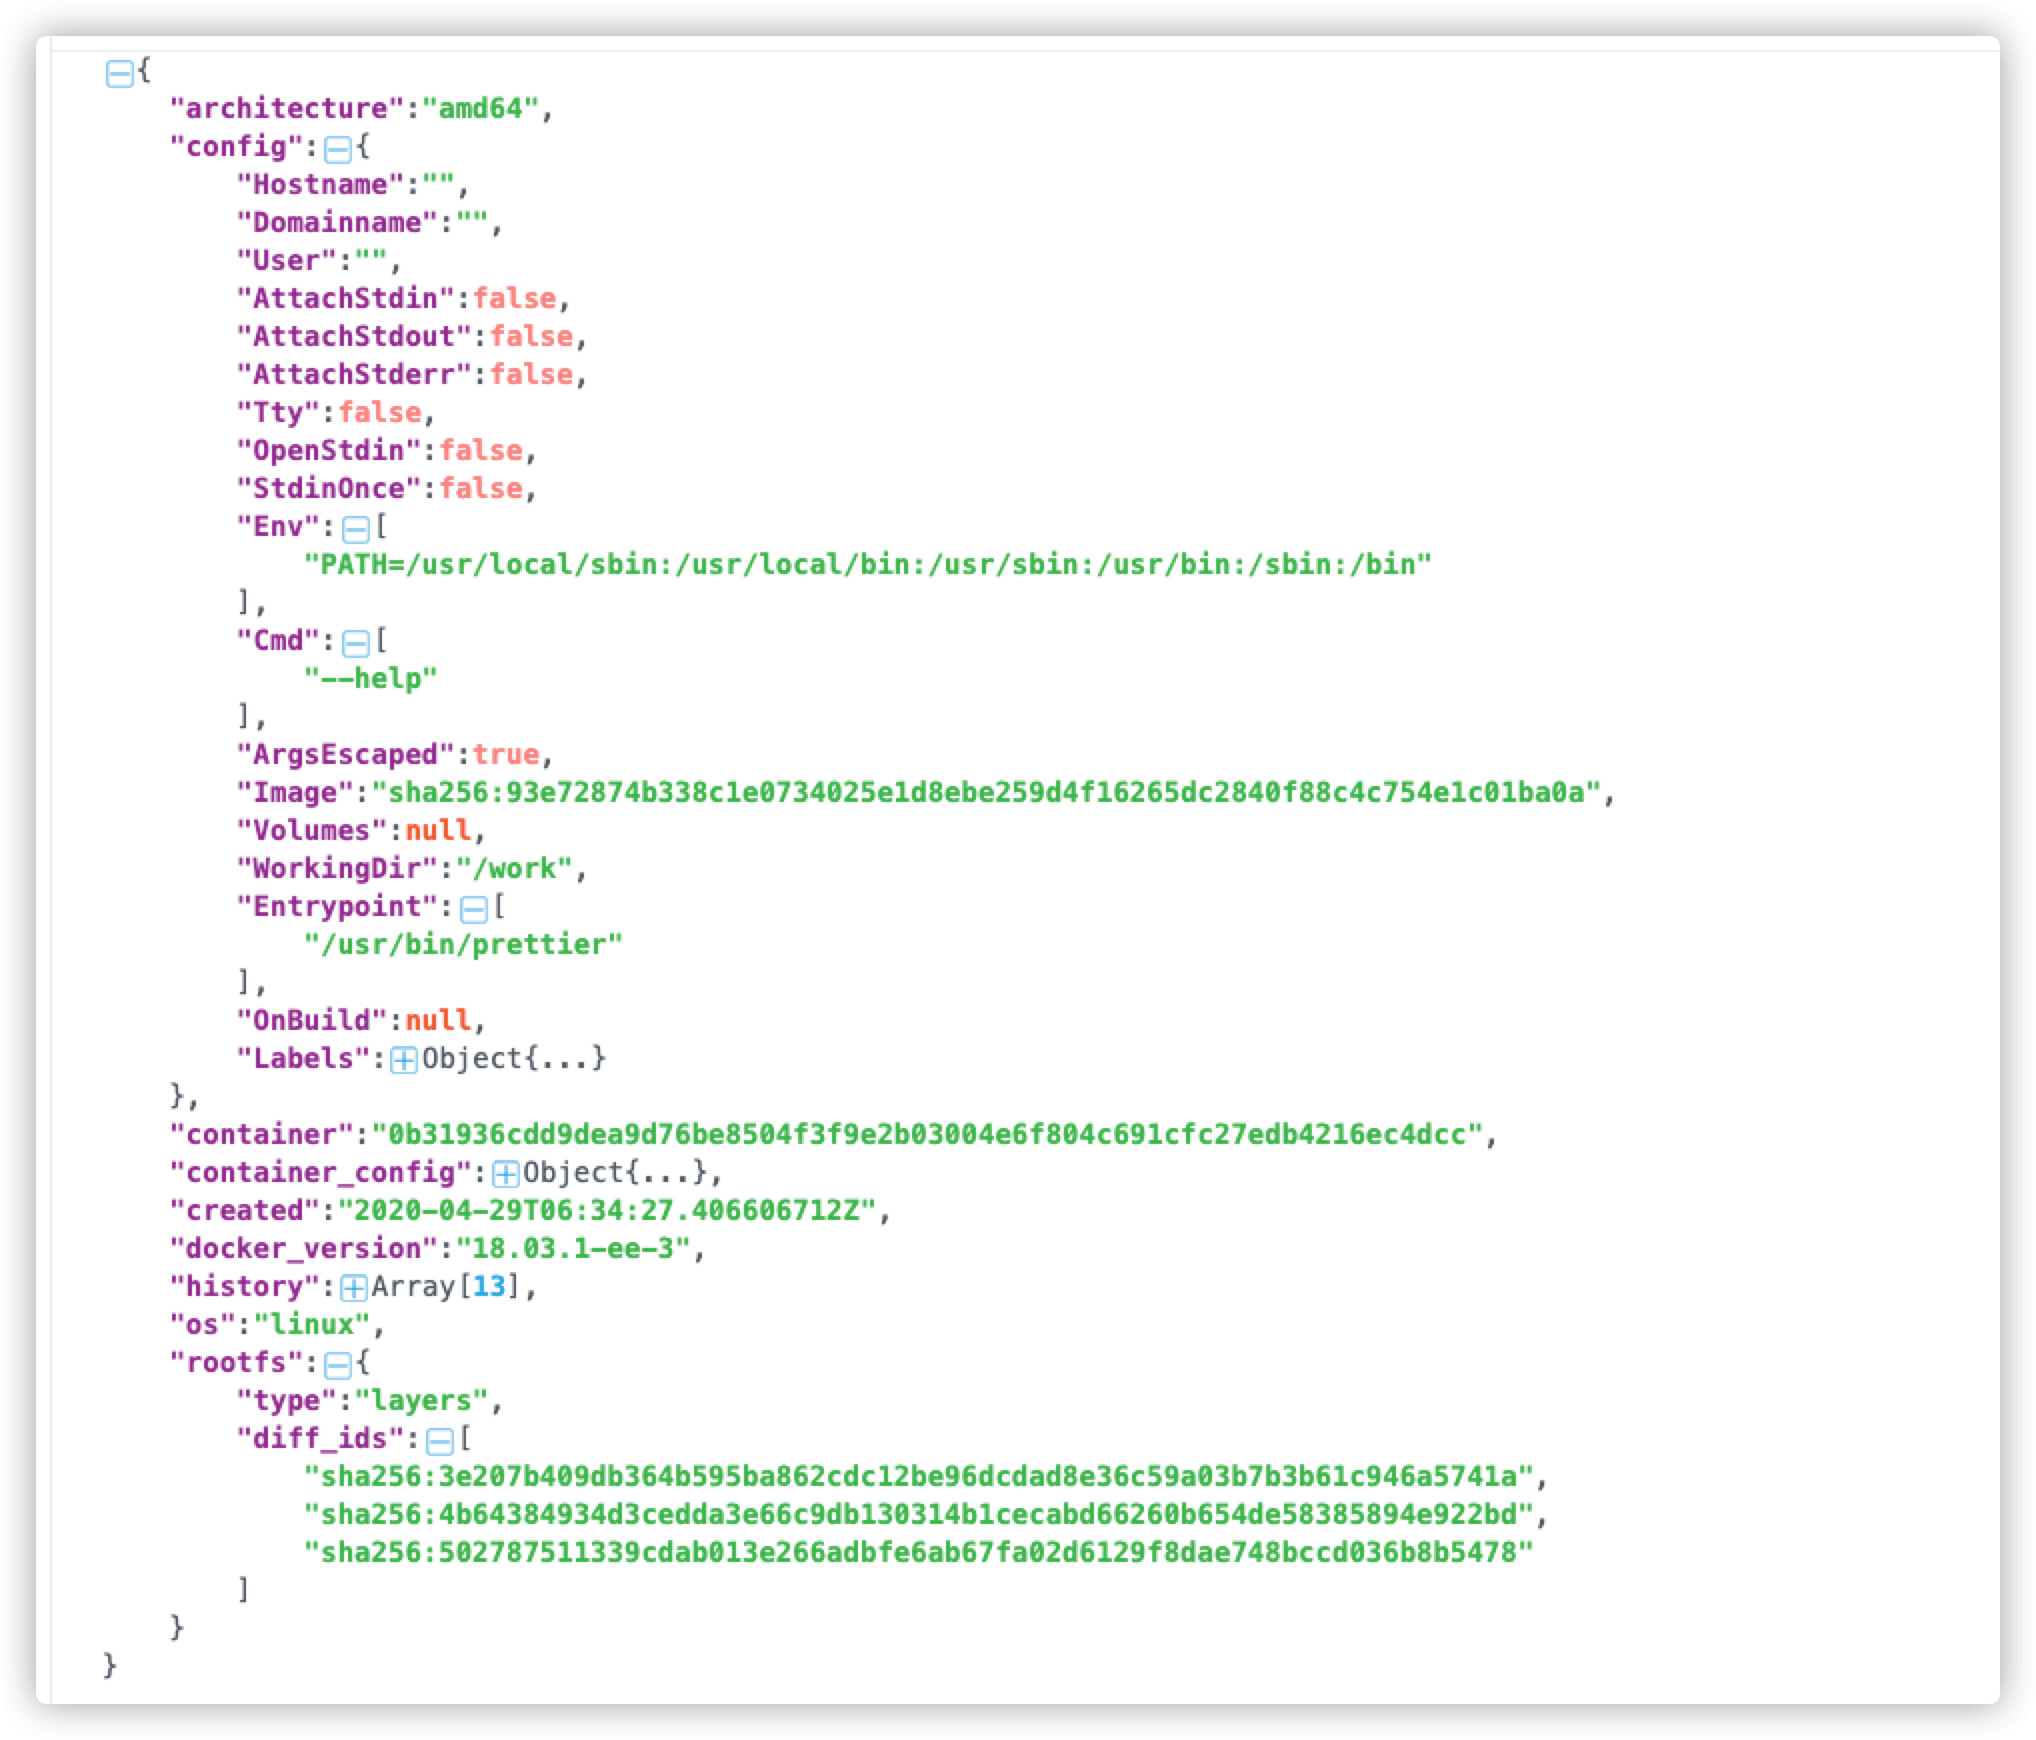 {
"architecture":"amd64",
"config":{
"Hostname":"",
"Domainname":"",
"User":"",
"AttachStdin":false,
"AttachStdout":false,
"AttachStderr":false,
"Tty":false,
"OpenStdin":false,
"StdinOnce":false,
"Env":[
"PATH=/usr/local/sbin:/usr/local/bin:/usr/sbin:/usr/bin:/sbin:/bin"
],
"Cmd":[
"--help"
],
"ArgsEscaped":true,
"Image":"sha256:93e72874b338c1e0734025e1d8ebe259d4f16265dc2840f88c4c754e1c01ba0a",
"Volumes":null,
"WorkingDir":"/work",
"Entrypoint":[
"/usr/bin/prettier"
],
"OnBuild":null,
"Labels":Object{...}
},
"container":"0b31936cdd9dea9d76be8504f3f9e2b03004e6f804c691cfc27edb4216ec4dcc",
"container_config":Object{...},
"created":"2020-04-29T06:34:27.406606712Z",
"docker_version":"18.03.1-ee-3",
"history":Array[13],
"os":"linux",
"rootfs":{
"type":"layers",
"diff_ids":[
"sha256:3e207b409db364b595ba862cdc12be96dcdad8e36c59a03b7b3b61c946a5741a",
"sha256:4b64384934d3cedda3e66c9db130314b1cecabd66260b654de58385894e922bd",
"sha256:502787511339cdab013e266adbfe6ab67fa02d6129f8dae748bccd036b8b5478"
]
}
}